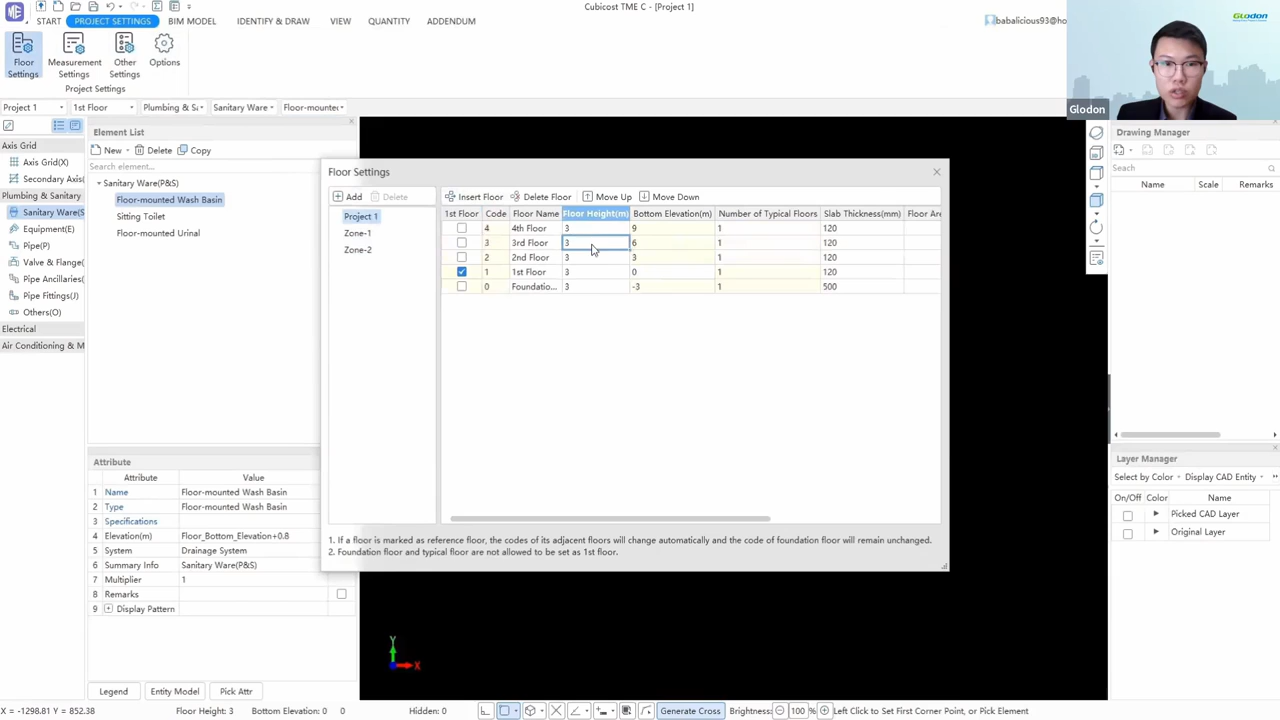 Cubicost TME C - [Project 1]
START
PROJECT SETTINGS
BIM MODEL
IDENTIFY & DRAW
VIEW
QUANTITY
ADDENDUM
babalicious93@ho
Glodon
Floor Settings
Measurement Settings
Other Settings
Options
Project Settings
Glodon
Project 1
1st Floor
Plumbing & Sa
Sanitary Ware
Floor-mounted
Axis Grid
Axis Grid(X)
Secondary Axis
Plumbing & Sanitary
Sanitary Ware(S
Equipment(E)
Pipe(P)
Valve & Flange(
Pipe Ancillaries(
Pipe Fittings(J)
Others(O)
Electrical
Air Conditioning & M
Element List
New Delete Copy
Search element...
Sanitary Ware(P&S)
Floor-mounted Wash Basin
Sitting Toilet
Floor-mounted Urinal
Attribute
Attribute Value
1 Name Floor-mounted Wash Basin
2 Type Floor-mounted Wash Basin
3 Specifications
4 Elevation(m) Floor_Bottom_Elevation+0.8
5 System Drainage System
6 Summary Info Sanitary Ware(P&S)
7 Multiplier 1
8 Remarks
9 Display Pattern
Legend Entity Model Pick Attr
Floor Settings
Add Delete
Project 1
Zone-1
Zone-2
Insert Floor Delete Floor Move Up Move Down
1st Floor Code Floor Name Floor Height(m) Bottom Elevation(m) Number of Typical Floors Slab Thickness(mm) Floor Are
4 4th Floor 3 9 1 120
3 3rd Floor 3 6 1 120
2 2nd Floor 3 3 1 120
1 1st Floor 3 0 1 120
0 Foundatio... 3 -3 1 500
1. If a floor is marked as reference floor, the codes of its adjacent floors will change automatically and the code of foundation floor will remain unchanged.
2. Foundation floor and typical floor are not allowed to be set as 1st floor.
Y
X
Drawing Manager
Search
Name Scale Remarks
Layer Manager
Select by Color Display CAD Entity
On/Off Color Name
Picked CAD Layer
Original Layer
X = -1298.81 Y = 852.38 Floor Height: 3 Bottom Elevation: 0 0 Hidden: 0 Generate Cross Brightness: 100 % Left Click to Set First Corner Point, or Pick Element